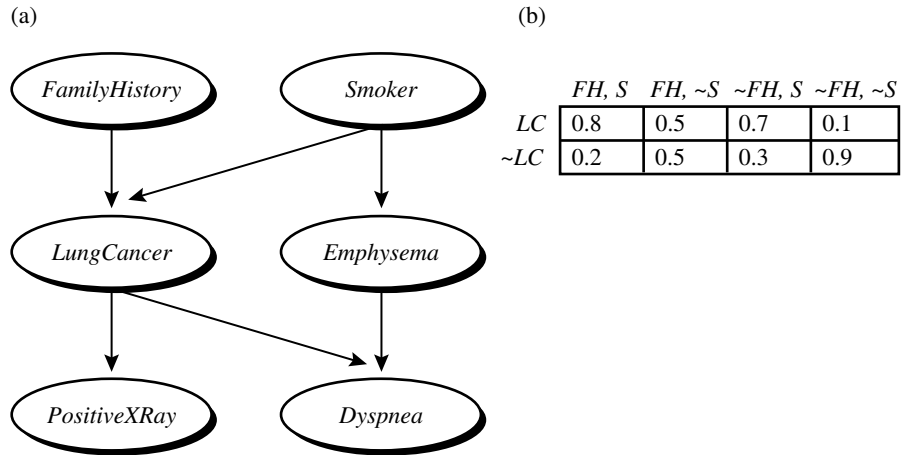 (a)
(b)
FamilyHistory
Smoker
LungCancer
Emphysema
PositiveXRay
Dyspnea
FH, S FH, ~S ~FH, S ~FH, ~S
LC 0.8 0.5 0.7 0.1
~LC 0.2 0.5 0.3 0.9